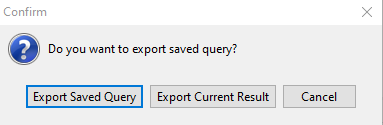 Confirm
Do you want to export saved query?
Export Saved Query Export Current Result Cancel